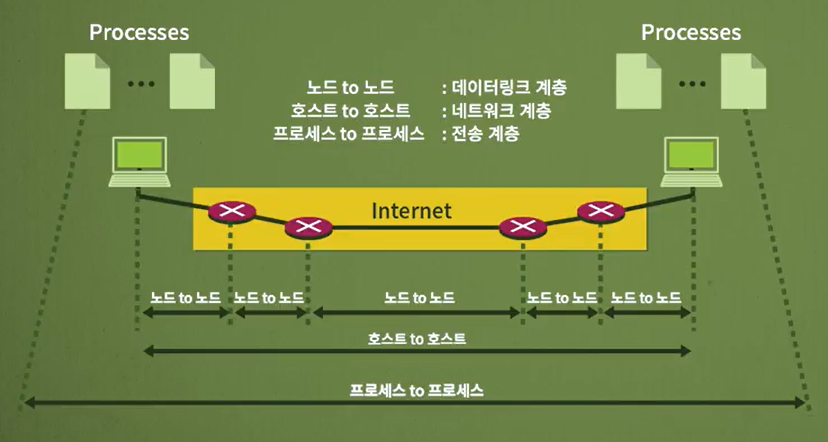 Processes
Processes
노드 to 노드 : 데이터링크 계층
호스트 to 호스트 : 네트워크 계층
프로세스 to 프로세스 : 전송 계층
Internet
노드 to 노드
노드 to 노드
노드 to 노드
노드 to 노드
노드 to 노드
호스트 to 호스트
프로세스 to 프로세스